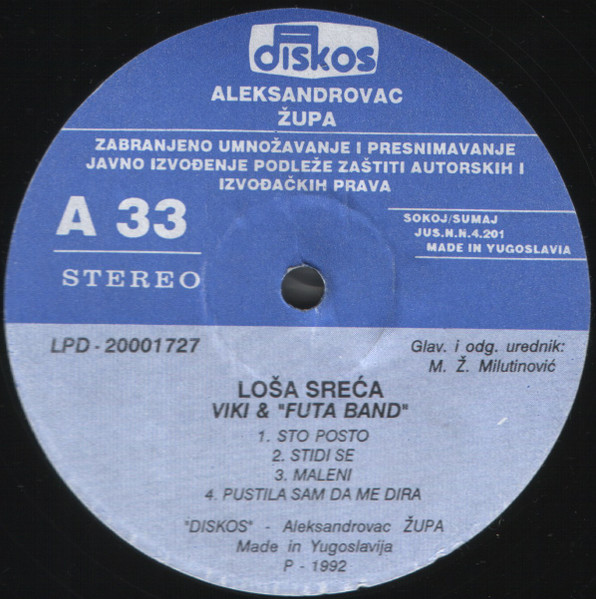 diskos
ALEKSANDROVAC
ŽUPA
ZABRANJENO UMNOŽAVANJE I PRESNIMAVANJE
JAVNO IZVOĐENJE PODLEŽE ZAŠTITI AUTORSKIH I
IZVOĐAČKIH PRAVA
A 33
STEREO
SOKOJ/SUMAJ
JUS.N.N.4.201
MADE IN YUGOSLAVIA
LPD - 20001727
Glav. i odg. urednik:
M. Ž. Milutinović
LOŠA SREĆA
VIKI & "FUTA BAND"
1. STO POSTO
2. STIDI SE
3. MALENI
4. PUSTILA SAM DA ME DIRA
"DISKOS" - Aleksandrovac ŽUPA
Made in Yugoslavija
P - 1992